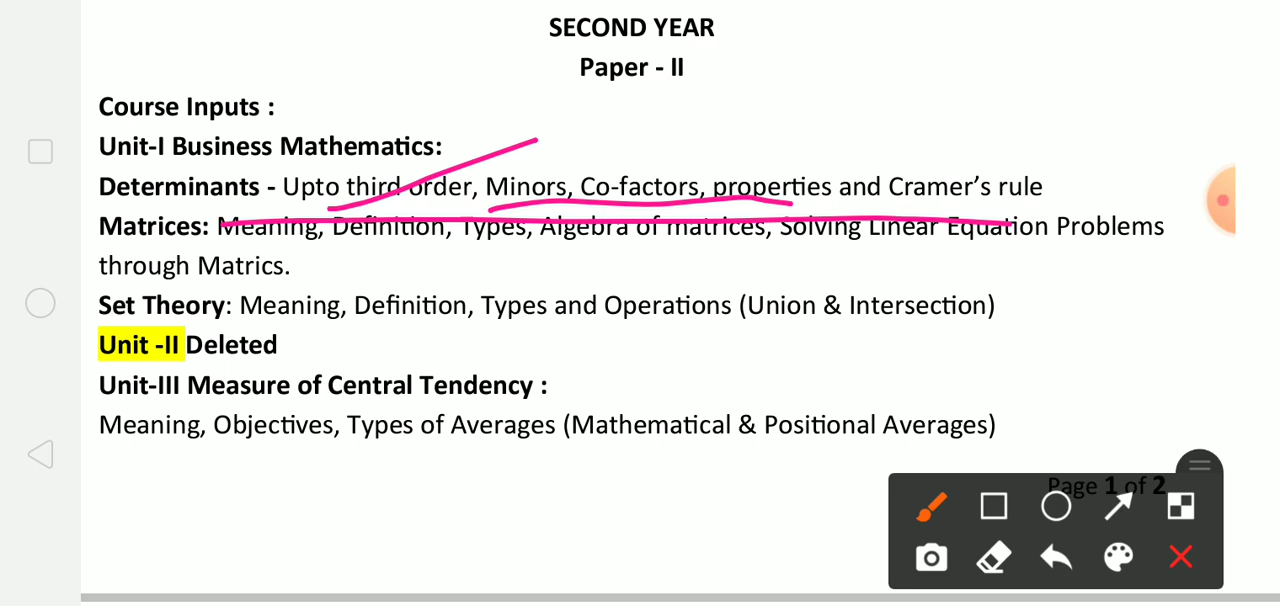 SECOND YEAR
Paper - II
Course Inputs :
Unit-I Business Mathematics:
Determinants - Upto third order, Minors, Co-factors, properties and Cramer’s rule
Matrices: Meaning, Definition, Types, Algebra of matrices, Solving Linear Equation Problems
through Matrics.
Set Theory: Meaning, Definition, Types and Operations (Union & Intersection)
Unit -II Deleted
Unit-III Measure of Central Tendency :
Meaning, Objectives, Types of Averages (Mathematical & Positional Averages)
Page 1 of 2